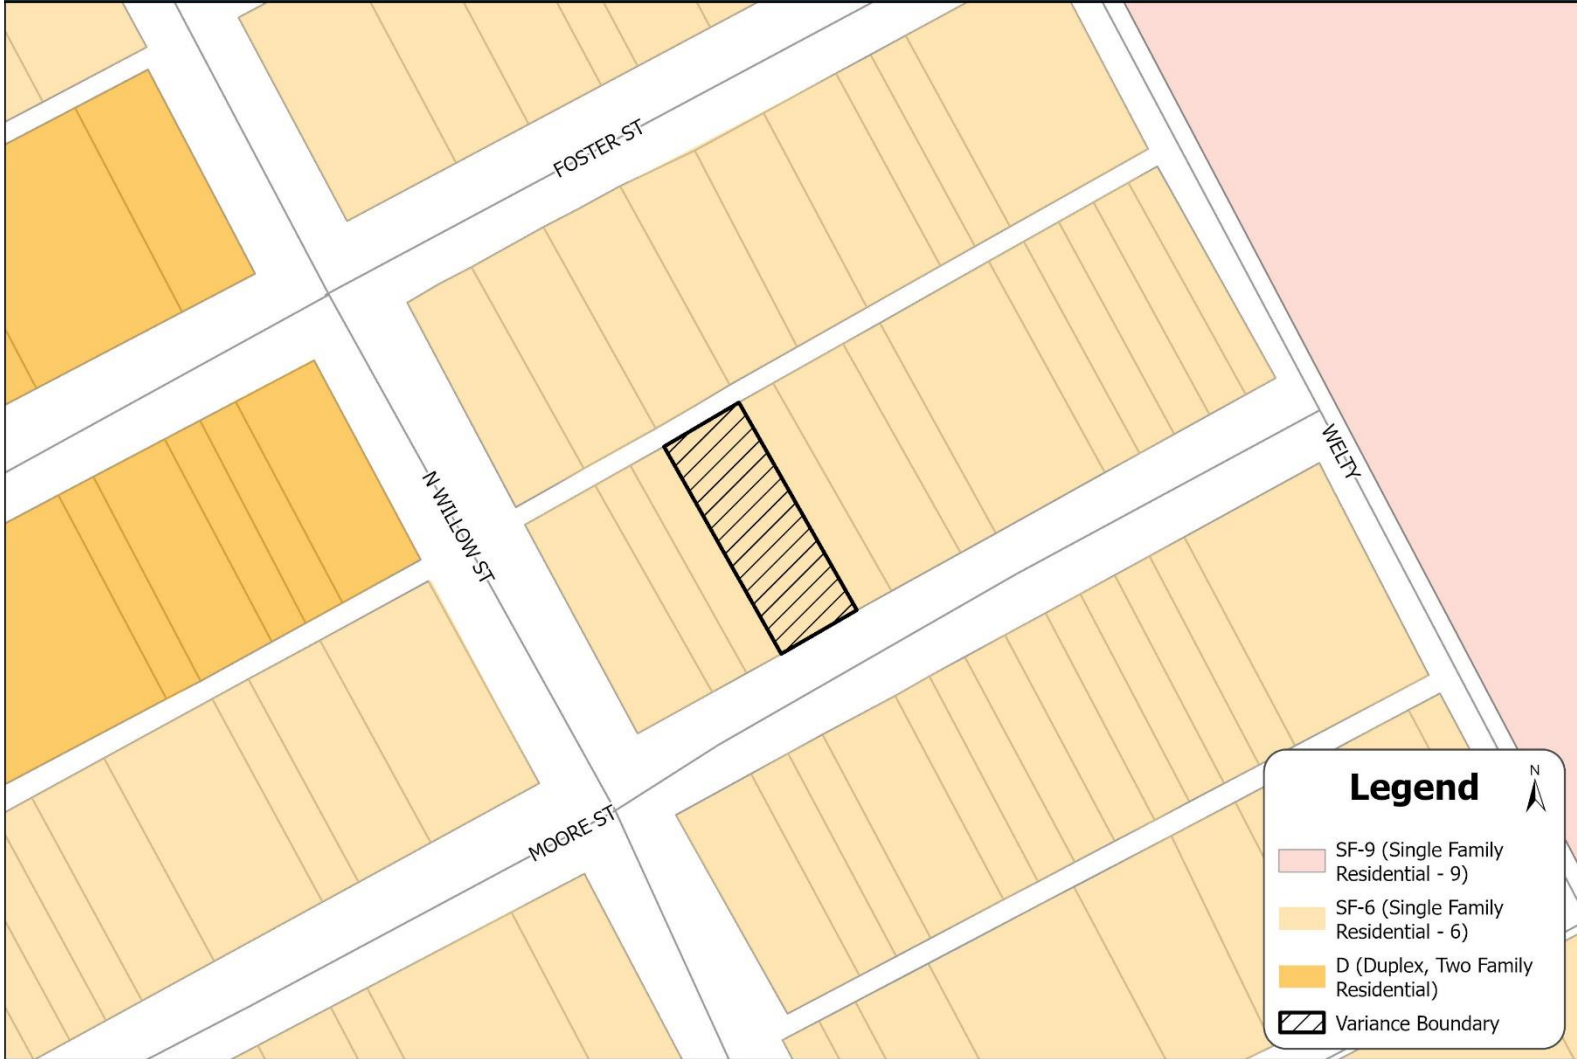 FOSTER ST
N WILLOW ST
WELTY
MOORE ST
Legend
N
SF-9 (Single Family
Residential - 9)
SF-6 (Single Family
Residential - 6)
D (Duplex, Two Family
Residential)
Variance Boundary